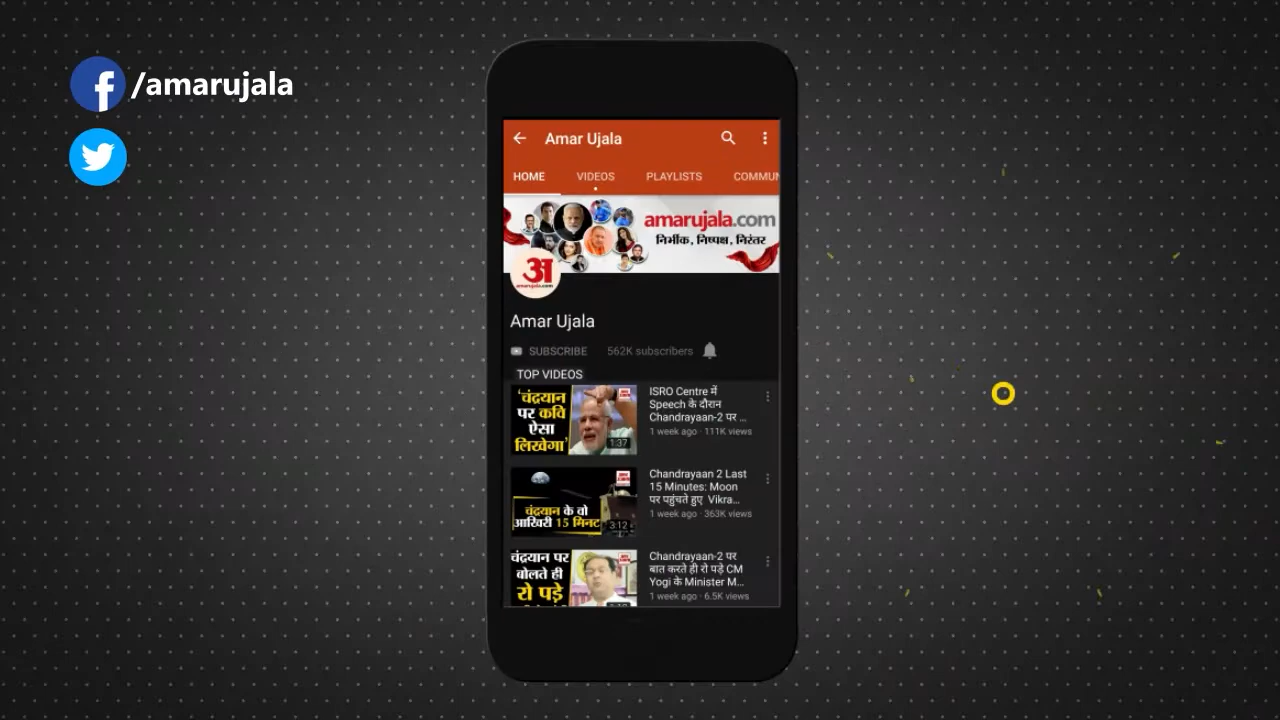 /amarujala
Amar Ujala
HOME VIDEOS PLAYLISTS COMMUN
amarujala.com
निर्भीक, निष्पक्ष, निरंतर
अ
amarujala.com
Amar Ujala
SUBSCRIBE 562K subscribers
TOP VIDEOS
'चंद्रयान
पर कवि
ऐसा
लिखेगा'
1:37
ISRO Centre में
Speech के दौरान
Chandrayaan-2 पर ...
1 week ago · 111K views
चंद्रयान के वो
आखिरी 15 मिनट
3:12
Chandrayaan 2 Last
15 Minutes: Moon
पर पहुंचते हुए Vikra...
1 week ago · 363K views
चंद्रयान पर
बोलते ही
रो पड़े
Chandrayaan-2 पर
बात करते ही रो पड़े CM
Yogi के Minister M...
1 week ago · 6.5K views